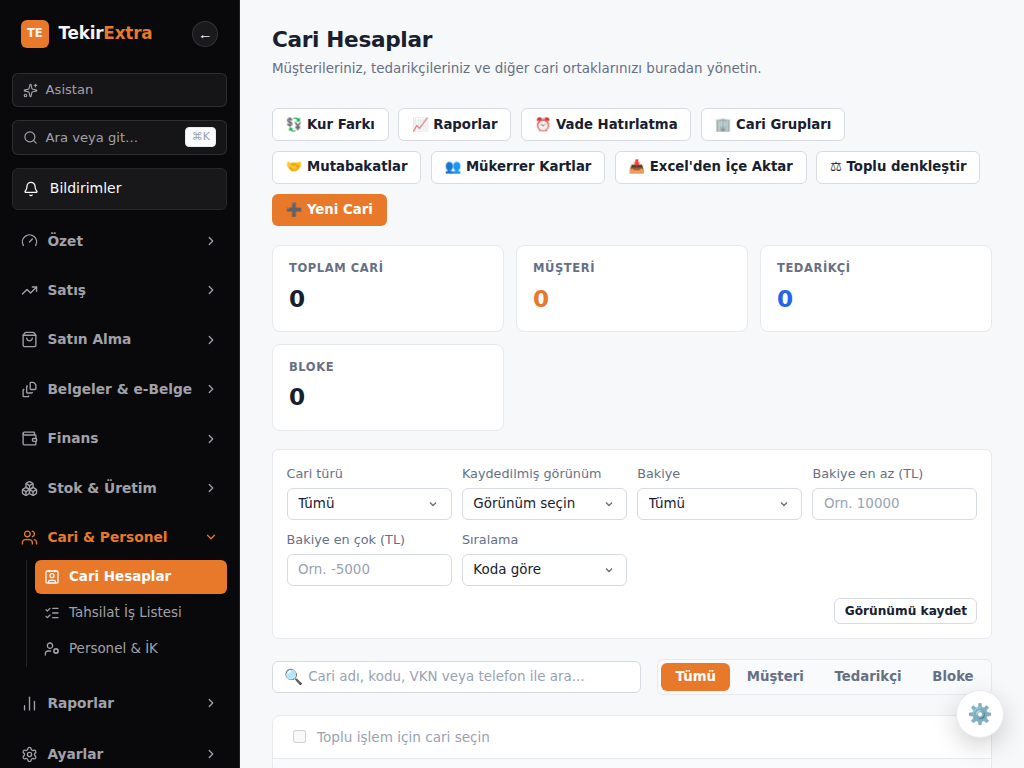 TE TekirExtra ←
Asistan
Ara veya git... ⌘K
Bildirimler
Özet
Satış
Satın Alma
Belgeler & e-Belge
Finans
Stok & Üretim
Cari & Personel
Cari Hesaplar
Tahsilat İş Listesi
Personel & İK
Raporlar
Ayarlar
Cari Hesaplar
Müşterileriniz, tedarikçileriniz ve diğer cari ortaklarınızı buradan yönetin.
💱 Kur Farkı 📈 Raporlar ⏰ Vade Hatırlatma 🏢 Cari Grupları
🤝 Mutabakatlar 👥 Mükerrer Kartlar 📥 Excel'den İçe Aktar ⚖ Toplu denkleştir
➕ Yeni Cari
TOPLAM CARİ MÜŞTERİ TEDARİKÇİ
0 0 0
BLOKE
0
Cari türü Kaydedilmiş görünüm Bakiye Bakiye en az (TL)
Tümü Görünüm seçin Tümü Orn. 10000
Bakiye en çok (TL) Sıralama
Orn. -5000 Koda göre
Görünümü kaydet
🔍 Cari adı, kodu, VKN veya telefon ile ara... Tümü Müşteri Tedarikçi Bloke
Toplu işlem için cari seçin